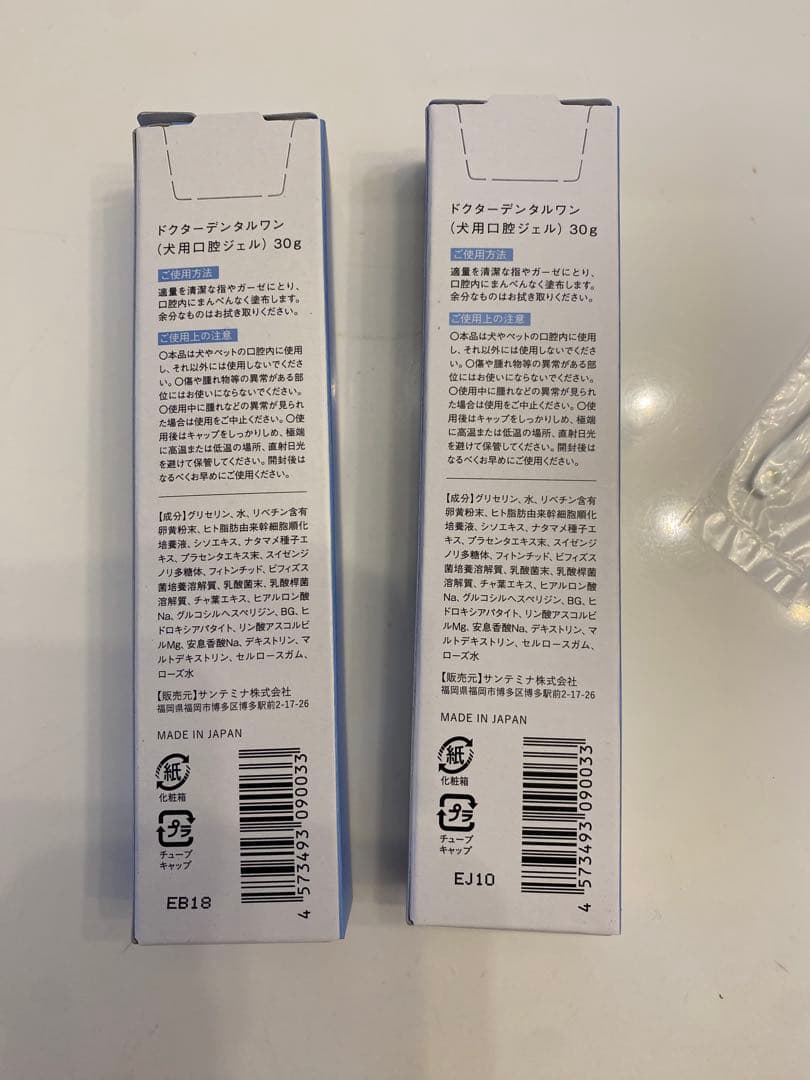 ドクターデンタルワン
(犬用口腔ジェル) 30g
ご使用方法
適量を清潔な指やガーゼにとり、
口腔内にまんべんなく塗布します。
余分なものはお拭き取りください。
ご使用上の注意
〇本品は犬やペットの口腔内に使用
し、それ以外には使用しないでくださ
い。〇傷や腫れ物等の異常がある部
位にはお使いにならないでください。
〇使用中に腫れなどの異常が見られ
た場合は使用をご中止ください。〇使
用後はキャップをしっかりしめ、極端
に高温または低温の場所、直射日光
を避けて保管してください。開封後は
なるべくお早めにご使用ください。
【成分】グリセリン、水、リベチン含有
卵黄粉末、ヒト脂肪由来幹細胞順化
培養液、シソエキス、ナタマメ種子エ
キス、プラセンタエキス末、スイゼンジ
ノリ多糖体、フィトンチッド、ビフィズス
菌培養溶解質、乳酸菌末、乳酸桿菌
溶解質、チャ葉エキス、ヒアルロン酸
Na、グルコシルヘスペリジン、BG、ヒ
ドロキシアパタイト、リン酸アスコルビ
ルMg、安息香酸Na、デキストリン、マ
ルトデキストリン、セルロースガム、
ローズ水
【販売元】サンテミナ株式会社
福岡県福岡市博多区博多駅前2-17-26
MADE IN JAPAN
紙
化粧箱
プラ
チューブ
キャップ
EB18
4 573493 090033
ドクターデンタルワン
(犬用口腔ジェル) 30g
ご使用方法
適量を清潔な指やガーゼにとり、
口腔内にまんべんなく塗布します。
余分なものはお拭き取りください。
ご使用上の注意
〇本品は犬やペットの口腔内に使用
し、それ以外には使用しないでくださ
い。〇傷や腫れ物等の異常がある部
位にはお使いにならないでください。
〇使用中に腫れなどの異常が見られ
た場合は使用をご中止ください。〇使
用後はキャップをしっかりしめ、極端
に高温または低温の場所、直射日光
を避けて保管してください。開封後は
なるべくお早めにご使用ください。
【成分】グリセリン、水、リベチン含有
卵黄粉末、ヒト脂肪由来幹細胞順化
培養液、シソエキス、ナタマメ種子エ
キス、プラセンタエキス末、スイゼンジ
ノリ多糖体、フィトンチッド、ビフィズス
菌培養溶解質、乳酸菌末、乳酸桿菌
溶解質、チャ葉エキス、ヒアルロン酸
Na、グルコシルヘスペリジン、BG、ヒ
ドロキシアパタイト、リン酸アスコルビ
ルMg、安息香酸Na、デキストリン、マ
ルトデキストリン、セルロースガム、
ローズ水
【販売元】サンテミナ株式会社
福岡県福岡市博多区博多駅前2-17-26
MADE IN JAPAN
紙
化粧箱
プラ
チューブ
キャップ
EJ10
4 573493 090033